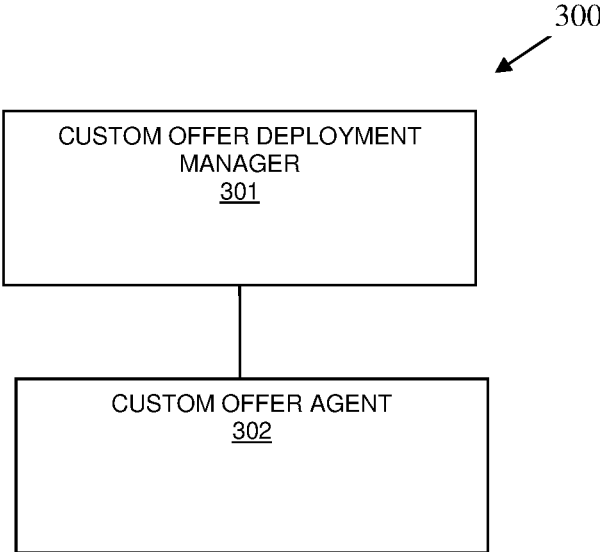 300
CUSTOM OFFER DEPLOYMENT
MANAGER
301
CUSTOM OFFER AGENT
302